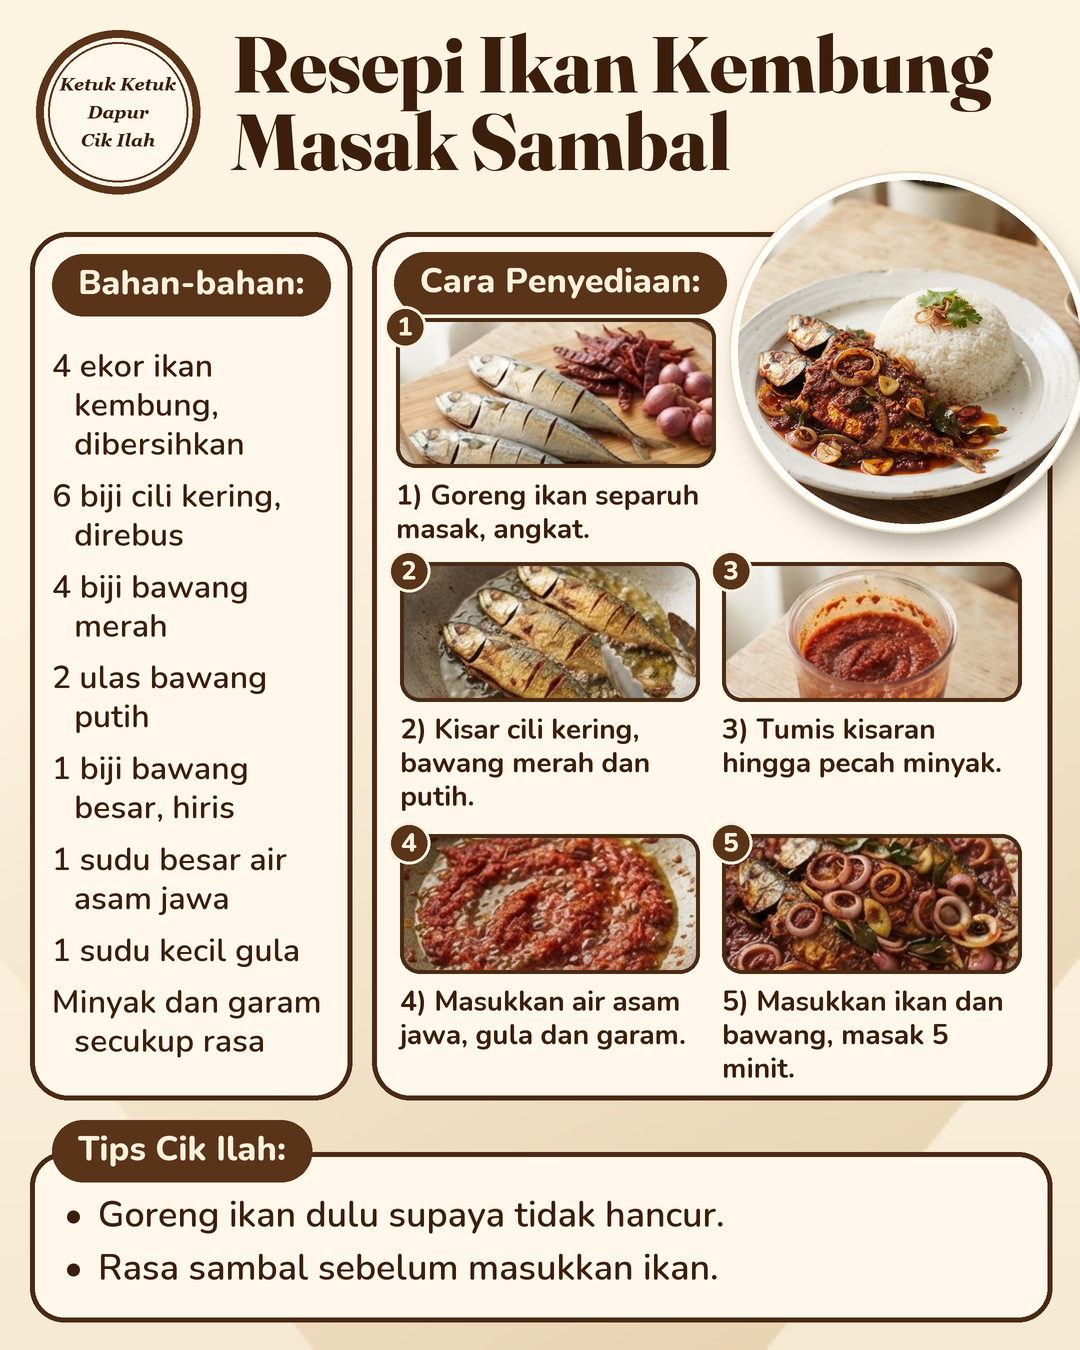 Ketuk Ketuk
Dapur
Cik Ilah
Resepi Ikan Kembung
Masak Sambal
Bahan-bahan:
4 ekor ikan
kembung,
dibersihkan
6 biji cili kering,
direbus
4 biji bawang
merah
2 ulas bawang
putih
1 biji bawang
besar, hiris
1 sudu besar air
asam jawa
1 sudu kecil gula
Minyak dan garam
secukup rasa
Cara Penyediaan:
1
1) Goreng ikan separuh
masak, angkat.
2
2) Kisar cili kering,
bawang merah dan
putih.
3
3) Tumis kisaran
hingga pecah minyak.
4
4) Masukkan air asam
jawa, gula dan garam.
5
5) Masukkan ikan dan
bawang, masak 5
minit.
Tips Cik Ilah:
• Goreng ikan dulu supaya tidak hancur.
• Rasa sambal sebelum masukkan ikan.